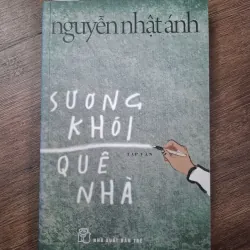 nguyễn nhật ánh
SƯƠNG
KHÓI
TẠP VĂN
QUÊ
NHÀ
NHÀ XUẤT BẢN TRẺ